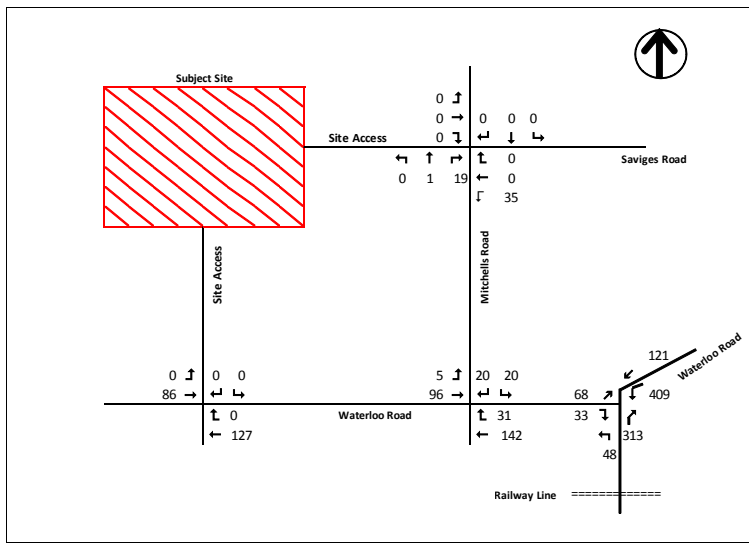 Subject Site
0
0 0 0 0
Site Access 0
Saviges Road
0
0 1 19 0
35
Site Access
Mitchells Road
121
Waterloo Road
0 0 0 5 20 20
86 96 68 409
0 Waterloo Road 31 33
127 142 313
48
Railway Line =============